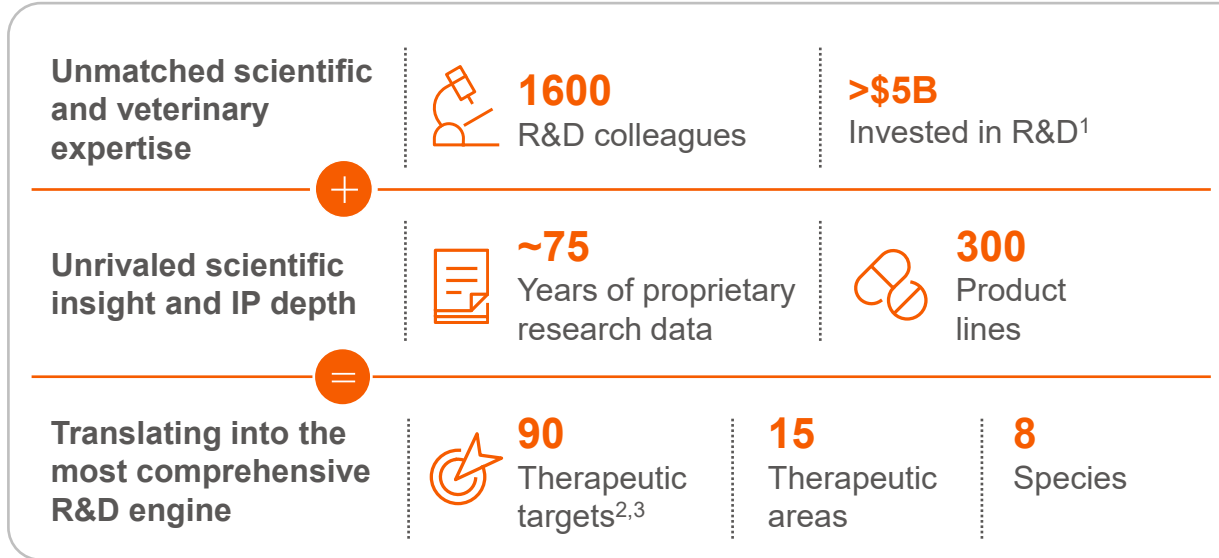 Unmatched scientific
and veterinary
expertise
1600
R&D colleagues
>$5B
Invested in R&D¹
+
Unrivaled scientific
insight and IP depth
~75
Years of proprietary
research data
300
Product
lines
=
Translating into the
most comprehensive
R&D engine
90
Therapeutic
targets²,³
15
Therapeutic
areas
8
Species